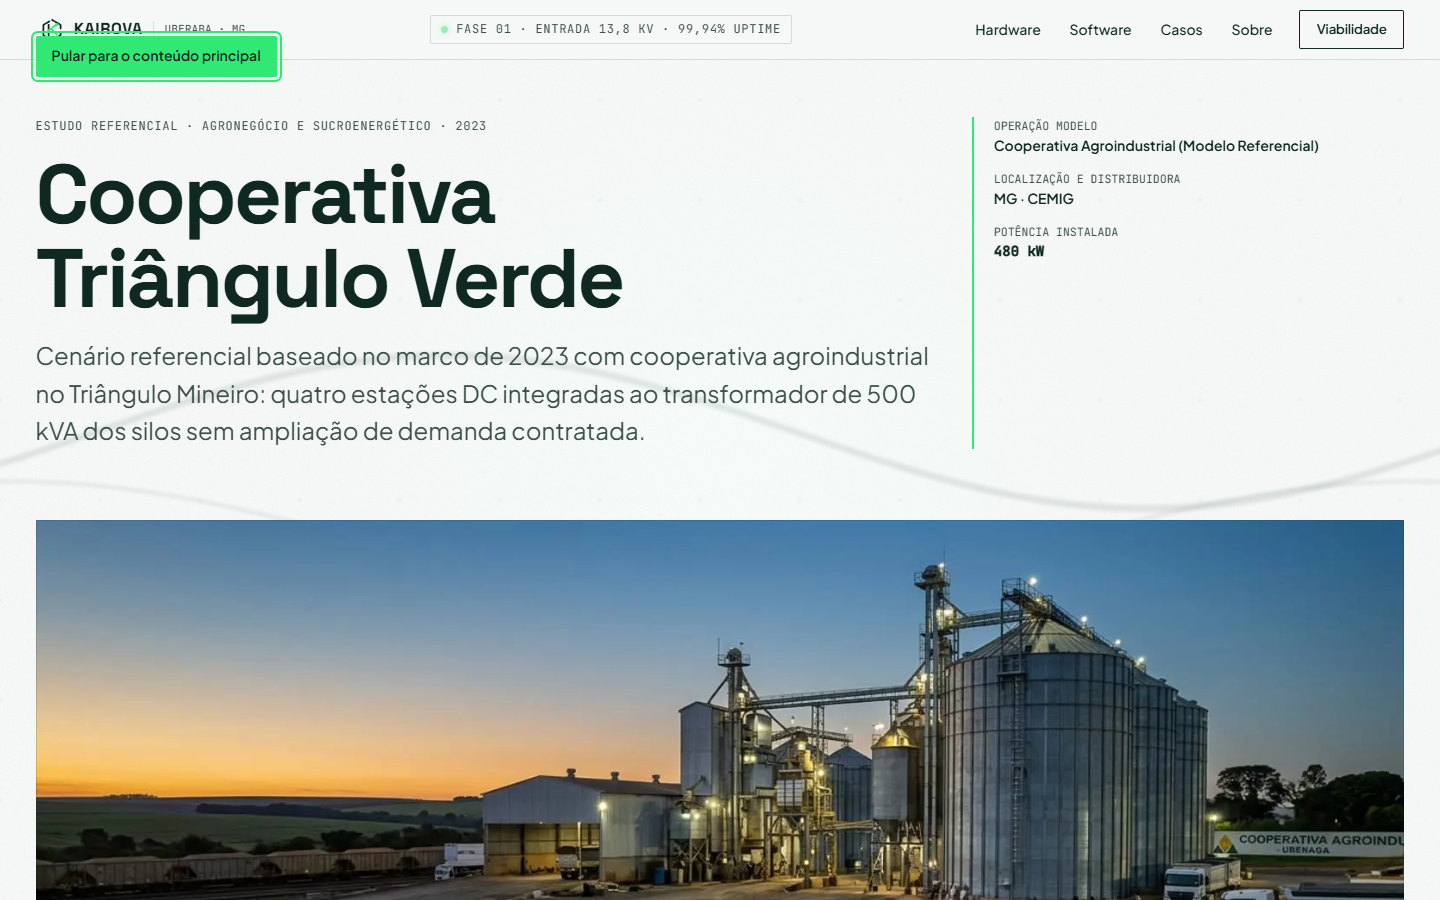 KAIROVA
UBERABA · MG
FASE 01 · ENTRADA 13,8 KV · 99,94% UPTIME
Hardware
Software
Casos
Sobre
Viabilidade
Pular para o conteúdo principal
ESTUDO REFERENCIAL · AGRONEGÓCIO E SUCROENERGÉTICO · 2023
Cooperativa
Triângulo Verde
Cenário referencial baseado no marco de 2023 com cooperativa agroindustrial
no Triângulo Mineiro: quatro estações DC integradas ao transformador de 500
kVA dos silos sem ampliação de demanda contratada.
OPERAÇÃO MODELO
Cooperativa Agroindustrial (Modelo Referencial)
LOCALIZAÇÃO E DISTRIBUIDORA
MG · CEMIG
POTÊNCIA INSTALADA
480 kW
COOPERATIVA AGROINDU
- UBENAGA